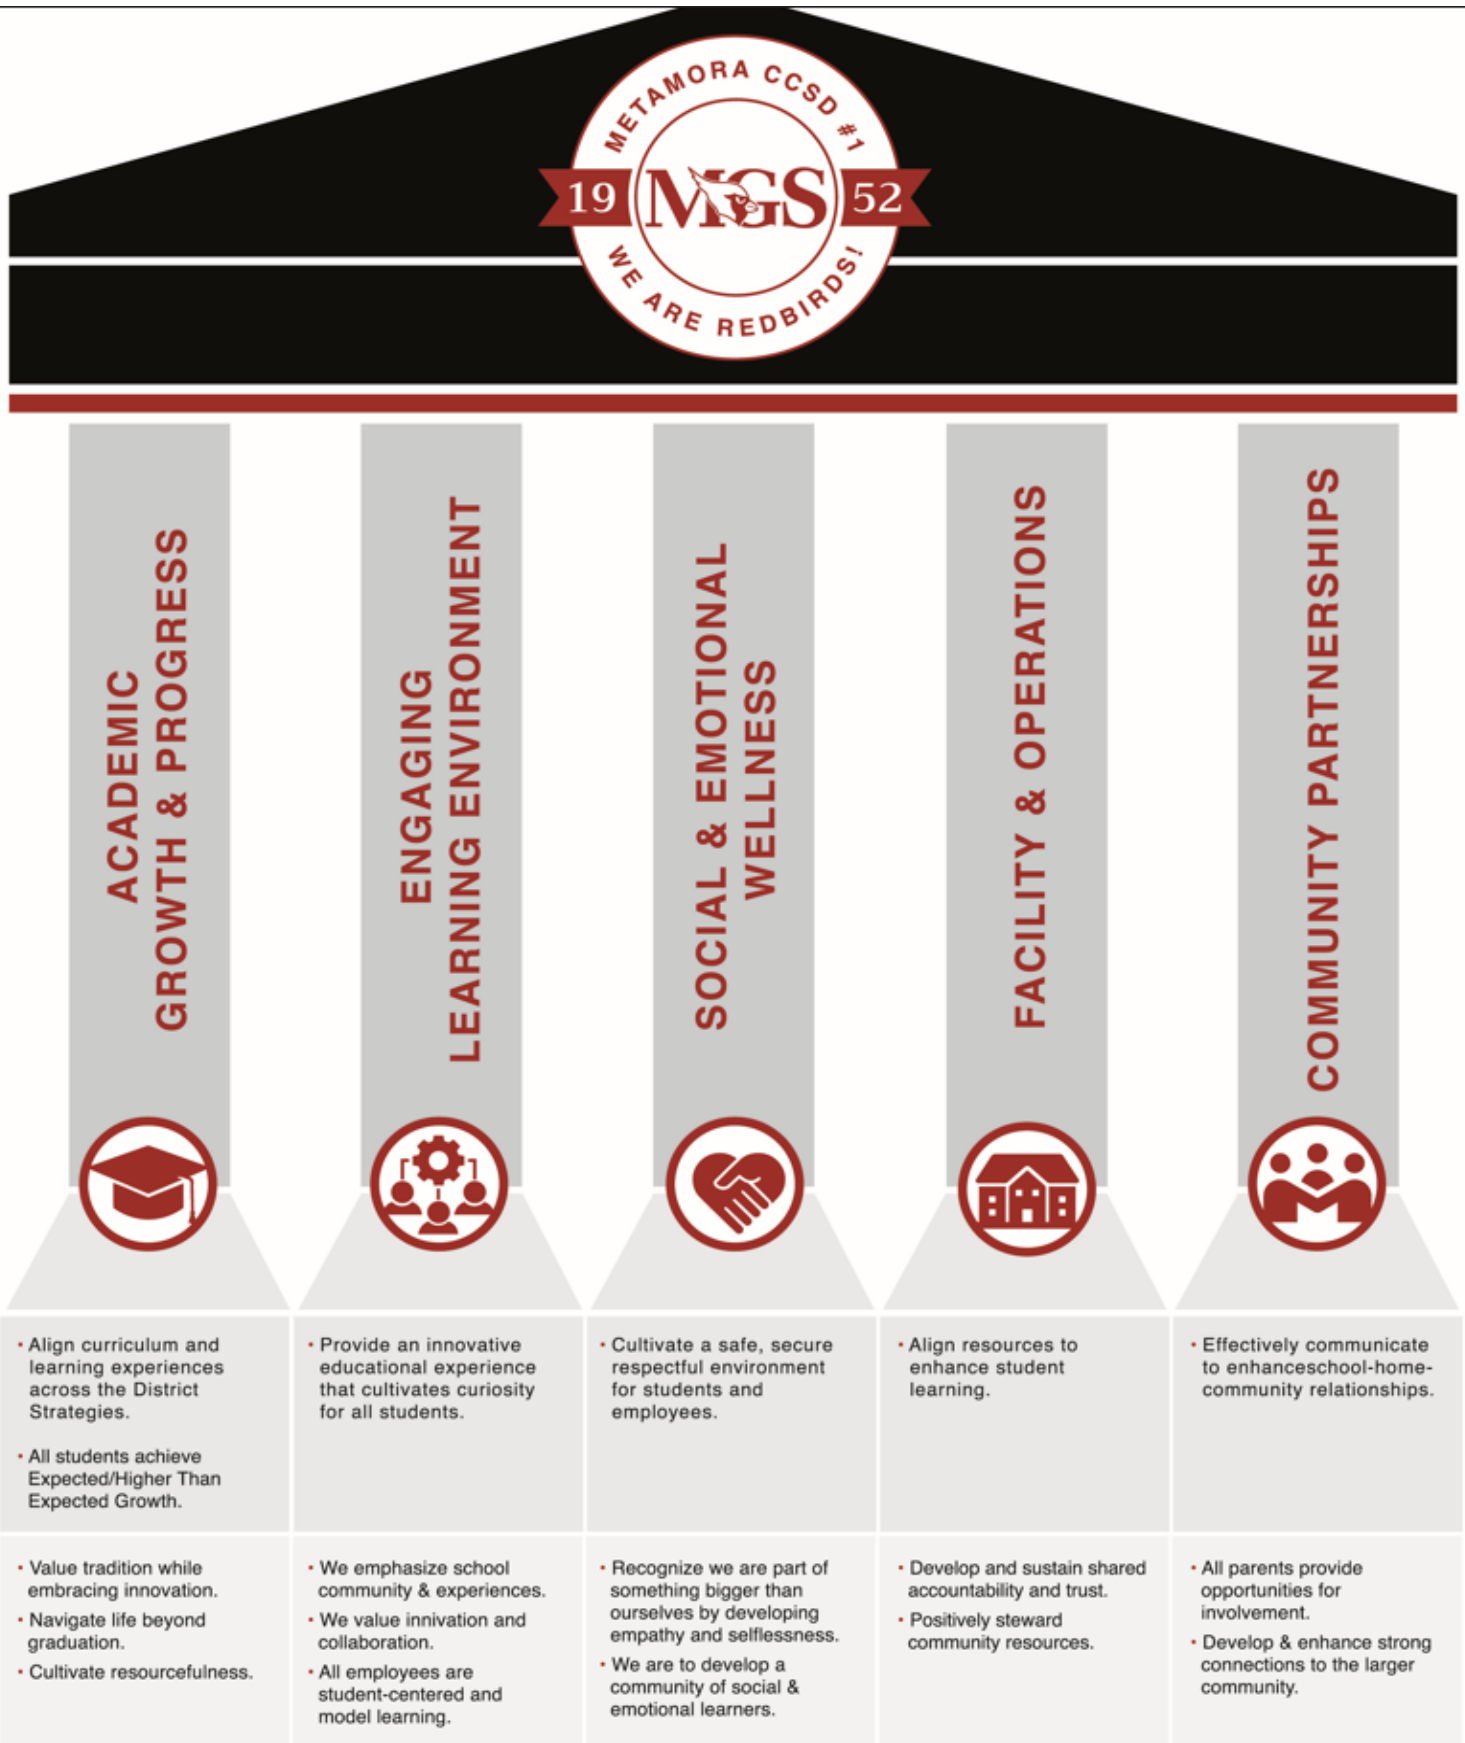 METAMORA CCSD #1
19 MGS 52
WE ARE REDBIRDS!
ACADEMIC
GROWTH & PROGRESS
ENGAGING
LEARNING ENVIRONMENT
SOCIAL & EMOTIONAL
WELLNESS
FACILITY & OPERATIONS
COMMUNITY PARTNERSHIPS
· Align curriculum and
learning experiences
across the District
Strategies.
· All students achieve
Expected/Higher Than
Expected Growth.
· Provide an innovative
educational experience
that cultivates curiosity
for all students.
· Cultivate a safe, secure
respectful environment
for students and
employees.
· Align resources to
enhance student
learning.
· Effectively communicate
to enhanceschool-home-
community relationships.
· Value tradition while
embracing innovation.
· Navigate life beyond
graduation.
· Cultivate resourcefulness.
· We emphasize school
community & experiences.
· We value innivation and
collaboration.
· All employees are
student-centered and
model learning.
· Recognize we are part of
something bigger than
ourselves by developing
empathy and selflessness.
· We are to develop a
community of social &
emotional learners.
· Develop and sustain shared
accountability and trust.
· Positively steward
community resources.
· All parents provide
opportunities for
involvement.
· Develop & enhance strong
connections to the larger
community.